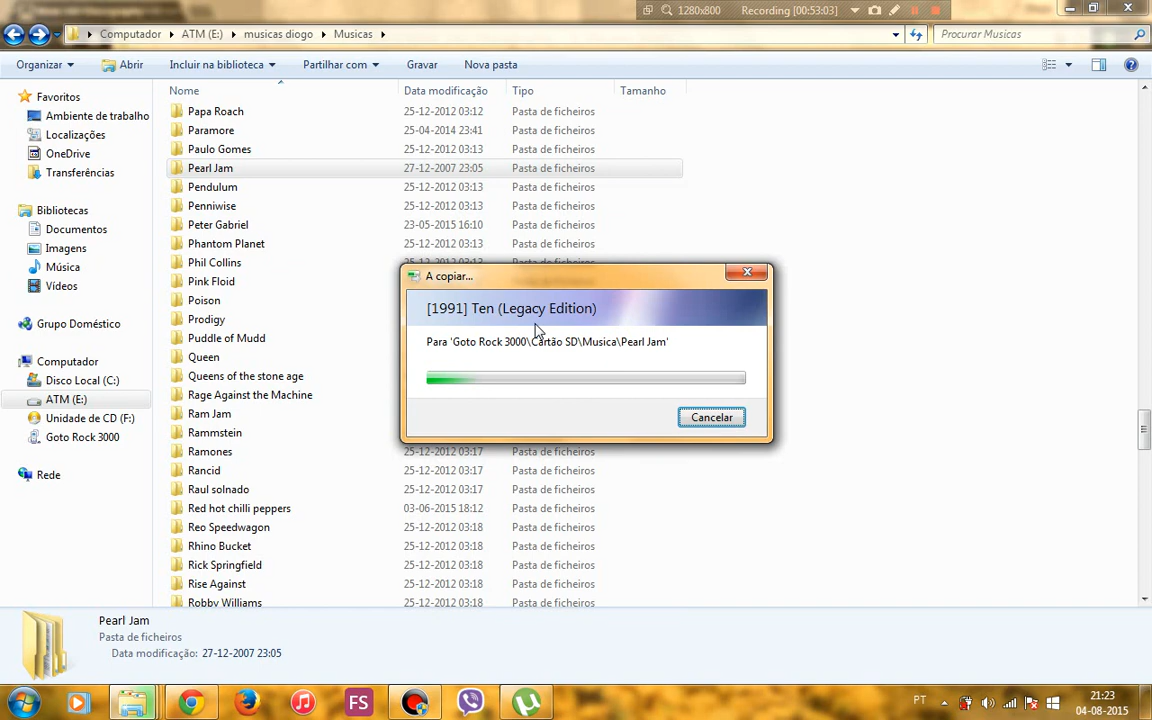 1280x800 Recording [00:53:03]
Computador ATM (E:) musicas diogo Musicas Procurar Musicas
Organizar Abrir Incluir na biblioteca Partilhar com Gravar Nova pasta
Nome Data modificação Tipo Tamanho
Favoritos
Ambiente de trabalho
Localizações
OneDrive
Transferências
Bibliotecas
Documentos
Imagens
Música
Vídeos
Grupo Doméstico
Computador
Disco Local (C:)
ATM (E:)
Unidade de CD (F:)
Goto Rock 3000
Rede
Papa Roach 25-12-2012 03:12 Pasta de ficheiros
Paramore 25-04-2014 23:41 Pasta de ficheiros
Paulo Gomes 25-12-2012 03:13 Pasta de ficheiros
Pearl Jam 27-12-2007 23:05 Pasta de ficheiros
Pendulum 25-12-2012 03:13 Pasta de ficheiros
Penniwise 25-12-2012 03:13 Pasta de ficheiros
Peter Gabriel 23-05-2015 16:10 Pasta de ficheiros
Phantom Planet 25-12-2012 03:13 Pasta de ficheiros
Phil Collins 25-12-2012 03:13 Pasta de ficheiros
Pink Floid
Poison
Prodigy
Puddle of Mudd
Queen
Queens of the stone age
Rage Against the Machine
Ram Jam
Rammstein
Ramones 25-12-2012 03:17 Pasta de ficheiros
Rancid 25-12-2012 03:17 Pasta de ficheiros
Raul solnado 25-12-2012 03:17 Pasta de ficheiros
Red hot chilli peppers 03-06-2015 18:12 Pasta de ficheiros
Reo Speedwagon 25-12-2012 03:18 Pasta de ficheiros
Rhino Bucket 25-12-2012 03:18 Pasta de ficheiros
Rick Springfield 25-12-2012 03:18 Pasta de ficheiros
Rise Against 25-12-2012 03:18 Pasta de ficheiros
Robby Williams 25-12-2012 03:18 Pasta de ficheiros
A copiar...
[1991] Ten (Legacy Edition)
Para 'Goto Rock 3000\Cartão SD\Musica\Pearl Jam'
Cancelar
Pearl Jam
Pasta de ficheiros
Data modificação: 27-12-2007 23:05
FS
PT
21:23
04-08-2015